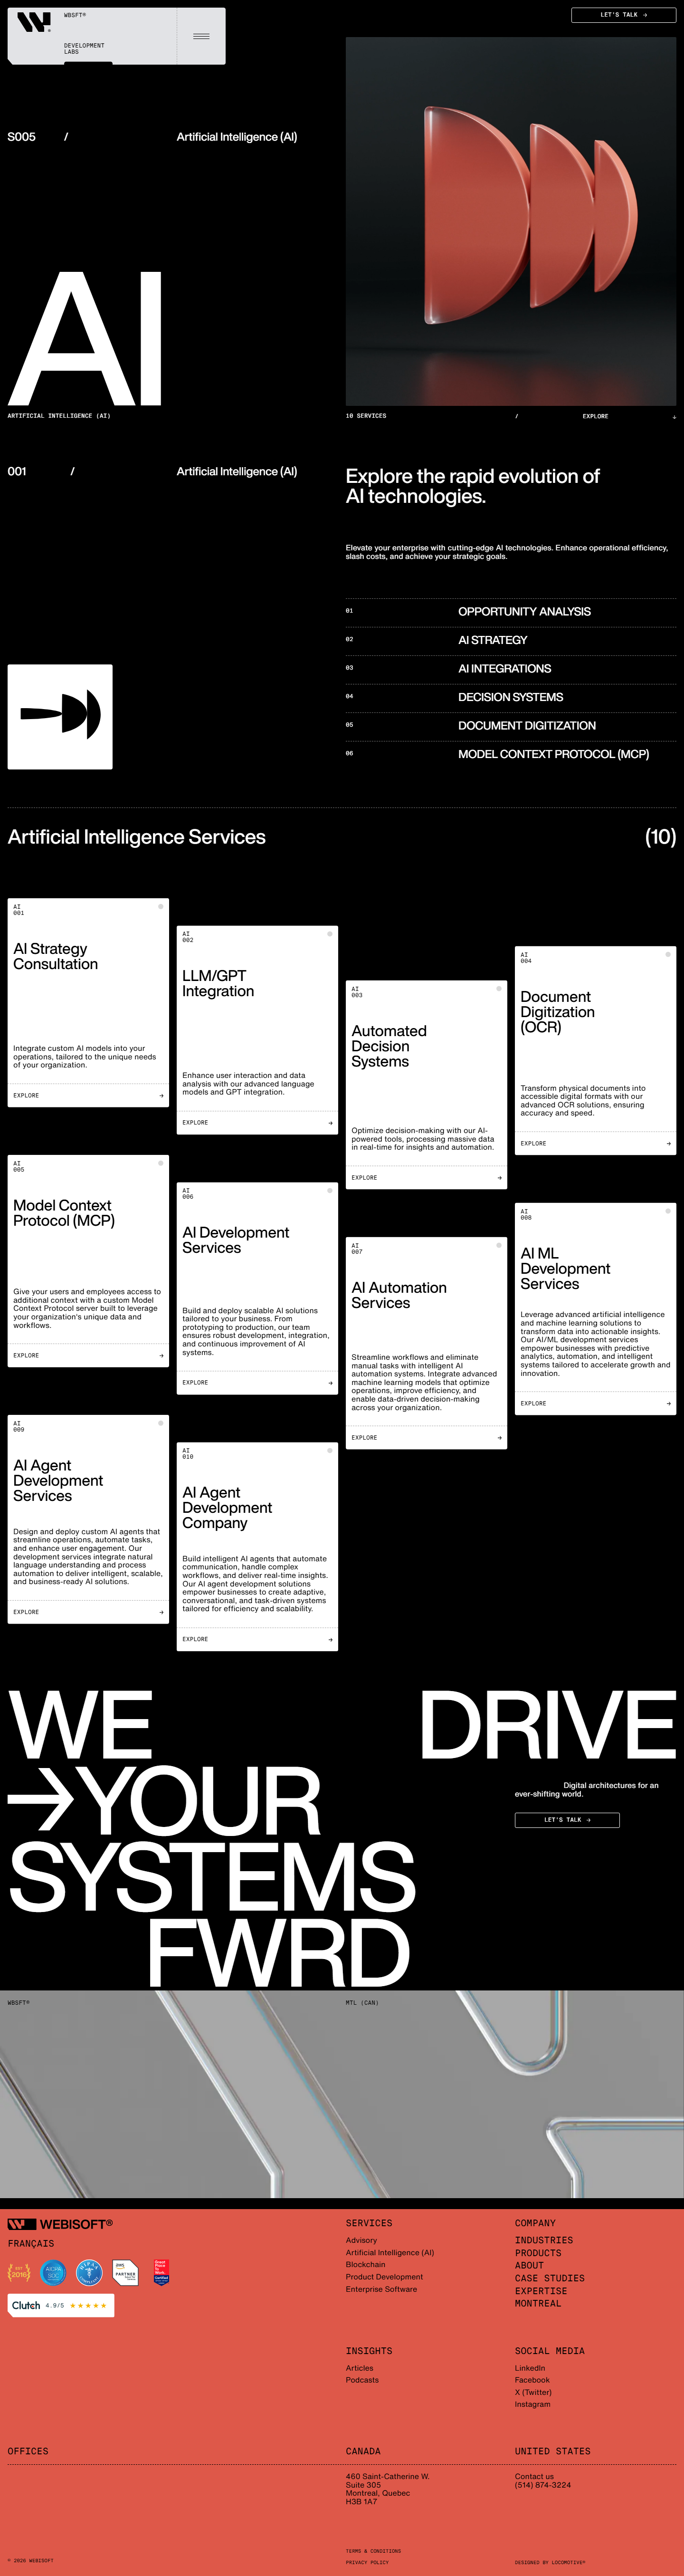 WBSFT®
DEVELOPMENT
LABS
LET'S TALK →
S005 / Artificial Intelligence (AI)
AI
ARTIFICIAL INTELLIGENCE (AI)
10 SERVICES / EXPLORE ↓
001 / Artificial Intelligence (AI)
Explore the rapid evolution of
AI technologies.
Elevate your enterprise with cutting-edge AI technologies. Enhance operational efficiency,
slash costs, and achieve your strategic goals.
01 OPPORTUNITY ANALYSIS
02 AI STRATEGY
03 AI INTEGRATIONS
04 DECISION SYSTEMS
05 DOCUMENT DIGITIZATION
06 MODEL CONTEXT PROTOCOL (MCP)
Artificial Intelligence Services (10)
AI
001
AI Strategy
Consultation
Integrate custom AI models into your
operations, tailored to the unique needs
of your organization.
EXPLORE →
AI
002
LLM/GPT
Integration
Enhance user interaction and data
analysis with our advanced language
models and GPT integration.
EXPLORE →
AI
003
Automated
Decision
Systems
Optimize decision-making with our AI-
powered tools, processing massive data
in real-time for insights and automation.
EXPLORE →
AI
004
Document
Digitization
(OCR)
Transform physical documents into
accessible digital formats with our
advanced OCR solutions, ensuring
accuracy and speed.
EXPLORE →
AI
005
Model Context
Protocol (MCP)
Give your users and employees access to
additional context with a custom Model
Context Protocol server built to leverage
your organization's unique data and
workflows.
EXPLORE →
AI
006
AI Development
Services
Build and deploy scalable AI solutions
tailored to your business. From
prototyping to production, our team
ensures robust development, integration,
and continuous improvement of AI
systems.
EXPLORE →
AI
007
AI Automation
Services
Streamline workflows and eliminate
manual tasks with intelligent AI
automation systems. Integrate advanced
machine learning models that optimize
operations, improve efficiency, and
enable data-driven decision-making
across your organization.
EXPLORE →
AI
008
AI ML
Development
Services
Leverage advanced artificial intelligence
and machine learning solutions to
transform data into actionable insights.
Our AI/ML development services
empower businesses with predictive
analytics, automation, and intelligent
systems tailored to accelerate growth and
innovation.
EXPLORE →
AI
009
AI Agent
Development
Services
Design and deploy custom AI agents that
streamline operations, automate tasks,
and enhance user engagement. Our
development services integrate natural
language understanding and process
automation to deliver intelligent, scalable,
and business-ready AI solutions.
EXPLORE →
AI
010
AI Agent
Development
Company
Build intelligent AI agents that automate
communication, handle complex
workflows, and deliver real-time insights.
Our AI agent development solutions
empower businesses to create adaptive,
conversational, and task-driven systems
tailored for efficiency and scalability.
EXPLORE →
WE DRIVE
→YOUR
SYSTEMS
FWRD
Digital architectures for an
ever-shifting world.
LET'S TALK →
WBSFT®
MTL (CAN)
WEBISOFT®
FRANÇAIS
EST
2016
aws
PARTNER
Great
Place
To
Work.
Certified
Clutch 4.9/5 ★★★★★
SERVICES
Advisory
Artificial Intelligence (AI)
Blockchain
Product Development
Enterprise Software
COMPANY
INDUSTRIES
PRODUCTS
ABOUT
CASE STUDIES
EXPERTISE
MONTREAL
INSIGHTS
Articles
Podcasts
SOCIAL MEDIA
LinkedIn
Facebook
X (Twitter)
Instagram
OFFICES
CANADA
460 Saint-Catherine W.
Suite 305
Montreal, Quebec
H3B 1A7
UNITED STATES
Contact us
(514) 874-3224
TERMS & CONDITIONS
PRIVACY POLICY
© 2026 WEBISOFT
DESIGNED BY LOCOMOTIVE®